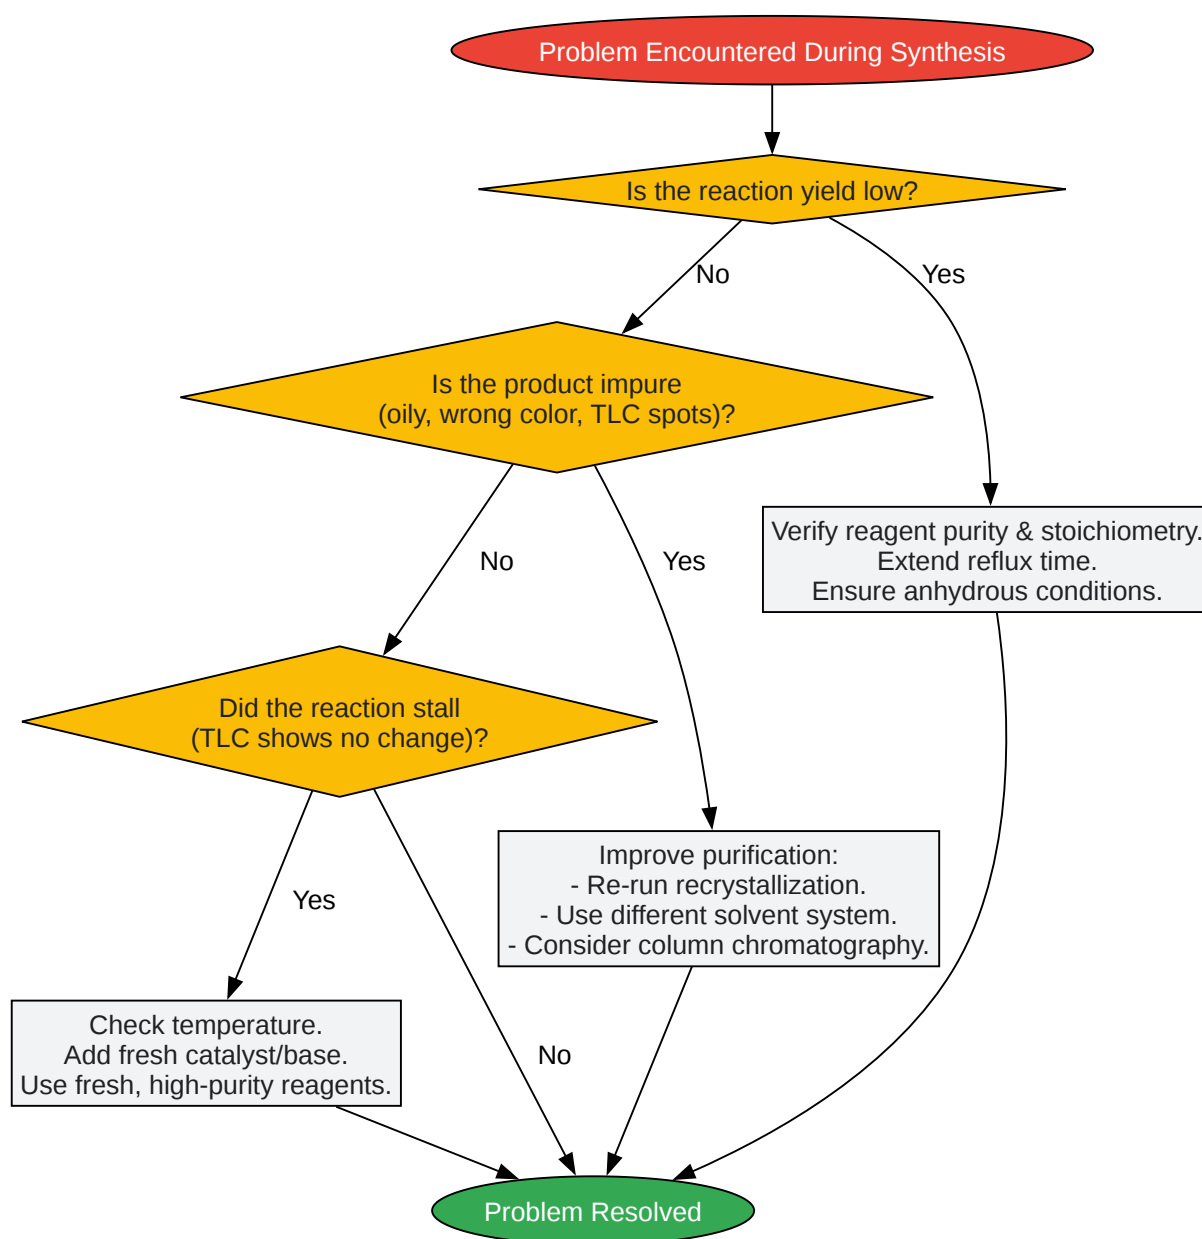 Problem Encountered During Synthesis
Is the reaction yield low?
No
Yes
Is the product impure
(oily, wrong color, TLC spots)?
Verify reagent purity & stoichiometry.
Extend reflux time.
Ensure anhydrous conditions.
No
Yes
Did the reaction stall
(TLC shows no change)?
Improve purification:
- Re-run recrystallization.
- Use different solvent system.
- Consider column chromatography.
Yes
No
Check temperature.
Add fresh catalyst/base.
Use fresh, high-purity reagents.
Problem Resolved